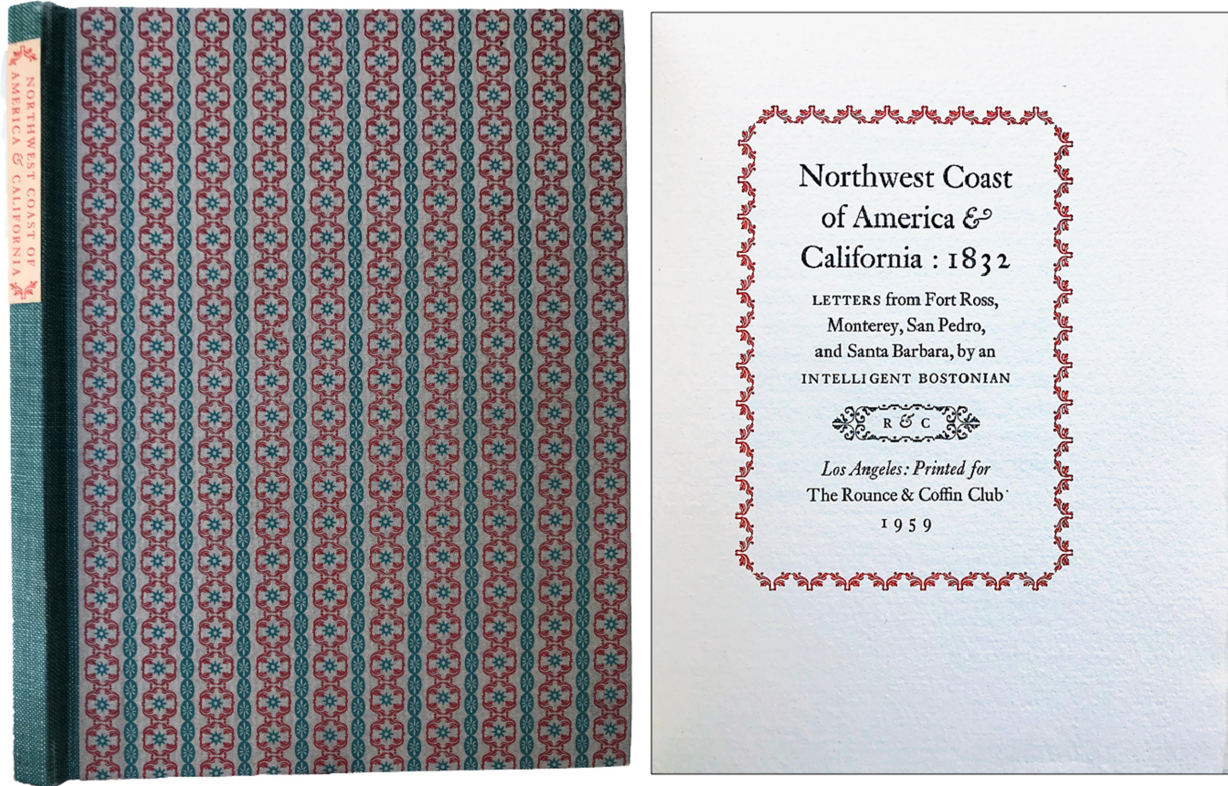 NORTHWEST COAST OF
AMERICA & CALIFORNIA
Northwest Coast
of America &
California : 1832
LETTERS from Fort Ross,
Monterey, San Pedro,
and Santa Barbara, by an
INTELLIGENT BOSTONIAN
R & C
Los Angeles: Printed for
The Rounce & Coffin Club
1959